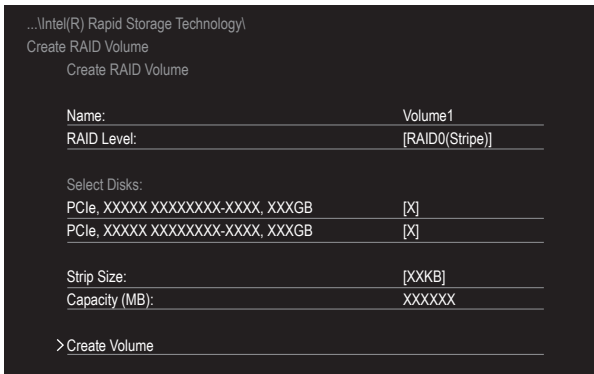 ...\Intel(R) Rapid Storage Technology\
Create RAID Volume
Create RAID Volume
Name: Volume1
RAID Level: [RAID0(Stripe)]
Select Disks:
PCIe, XXXXX XXXXXXXX-XXXX, XXXGB [X]
PCIe, XXXXX XXXXXXXX-XXXX, XXXGB [X]
Strip Size: [XXKB]
Capacity (MB): XXXXXX
>Create Volume